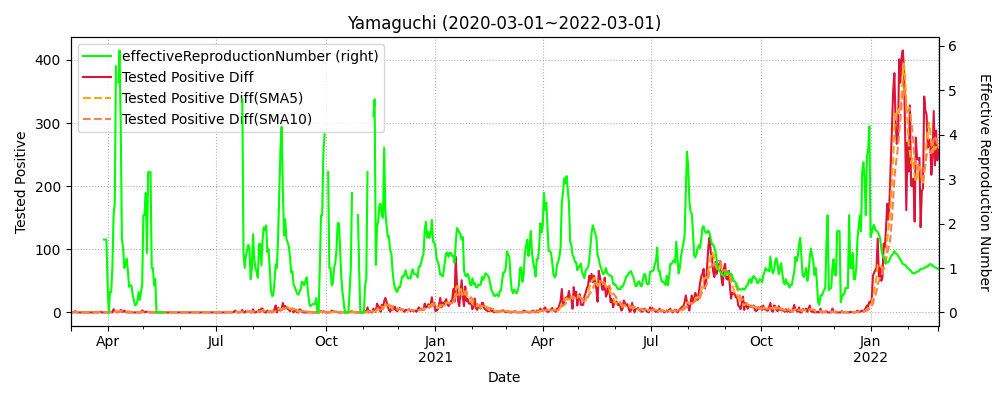 Yamaguchi (2020-03-01~2022-03-01)
effectiveReproductionNumber (right)
Tested Positive Diff
Tested Positive Diff(SMA5)
Tested Positive Diff(SMA10)
Tested Positive
400
300
200
100
0
Effective Reproduction Number
6
5
4
3
2
1
0
Apr Jul Oct Jan Apr Jul Oct Jan
2021 2022
Date